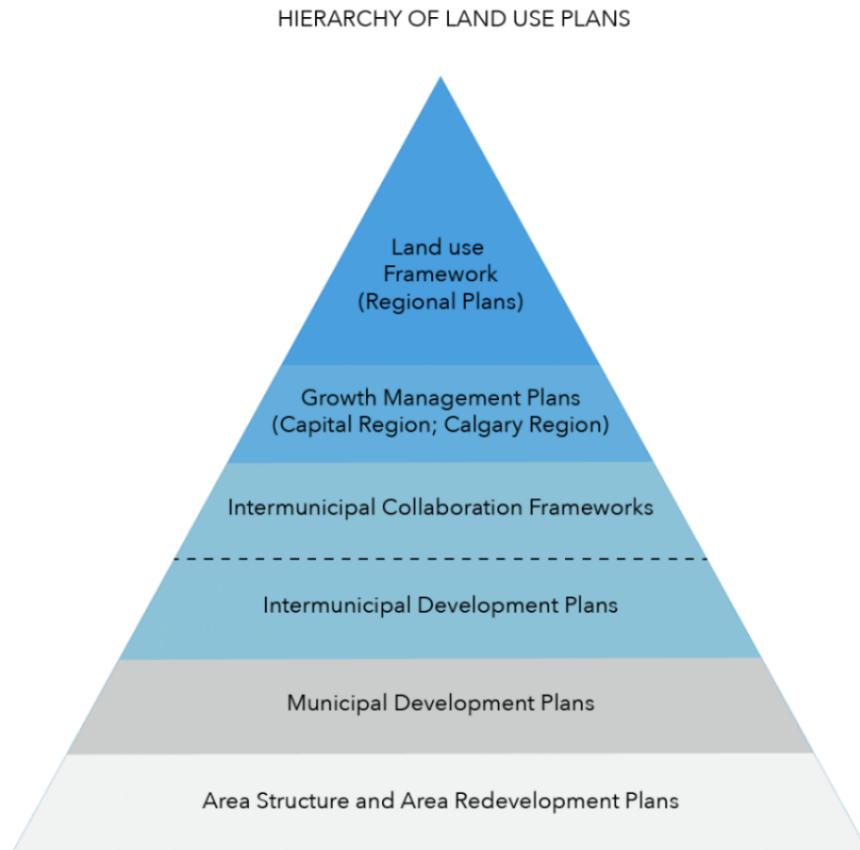 HIERARCHY OF LAND USE PLANS
Land use
Framework
(Regional Plans)
Growth Management Plans
(Capital Region; Calgary Region)
Intermunicipal Collaboration Frameworks
Intermunicipal Development Plans
Municipal Development Plans
Area Structure and Area Redevelopment Plans